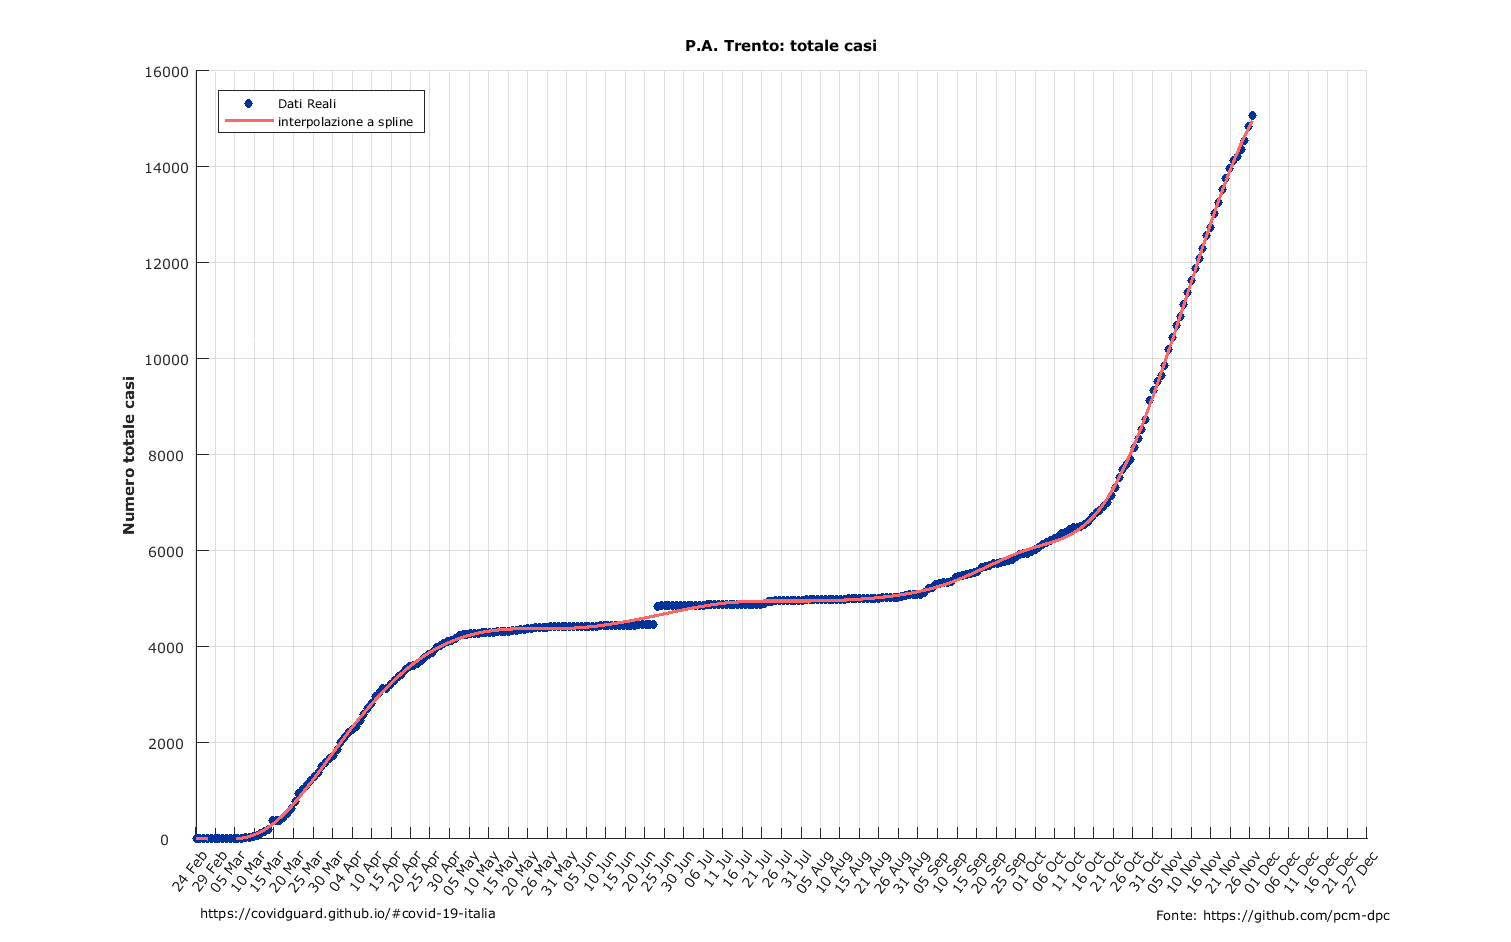 P.A. Trento: totale casi
16000
14000
12000
10000
8000
6000
4000
2000
0
Numero totale casi
Dati Reali
interpolazione a spline
24 Feb
29 Feb
05 Mar
10 Mar
15 Mar
20 Mar
25 Mar
30 Mar
04 Apr
10 Apr
15 Apr
20 Apr
25 Apr
30 Apr
05 May
10 May
15 May
20 May
26 May
31 May
05 Jun
10 Jun
15 Jun
20 Jun
25 Jun
30 Jun
06 Jul
11 Jul
16 Jul
21 Jul
26 Jul
31 Jul
05 Aug
10 Aug
15 Aug
21 Aug
26 Aug
31 Aug
05 Sep
10 Sep
15 Sep
20 Sep
25 Sep
01 Oct
06 Oct
11 Oct
16 Oct
21 Oct
26 Oct
31 Oct
05 Nov
10 Nov
16 Nov
21 Nov
26 Nov
01 Dec
06 Dec
11 Dec
16 Dec
21 Dec
27 Dec
https://covidguard.github.io/#covid-19-italia
Fonte: https://github.com/pcm-dpc